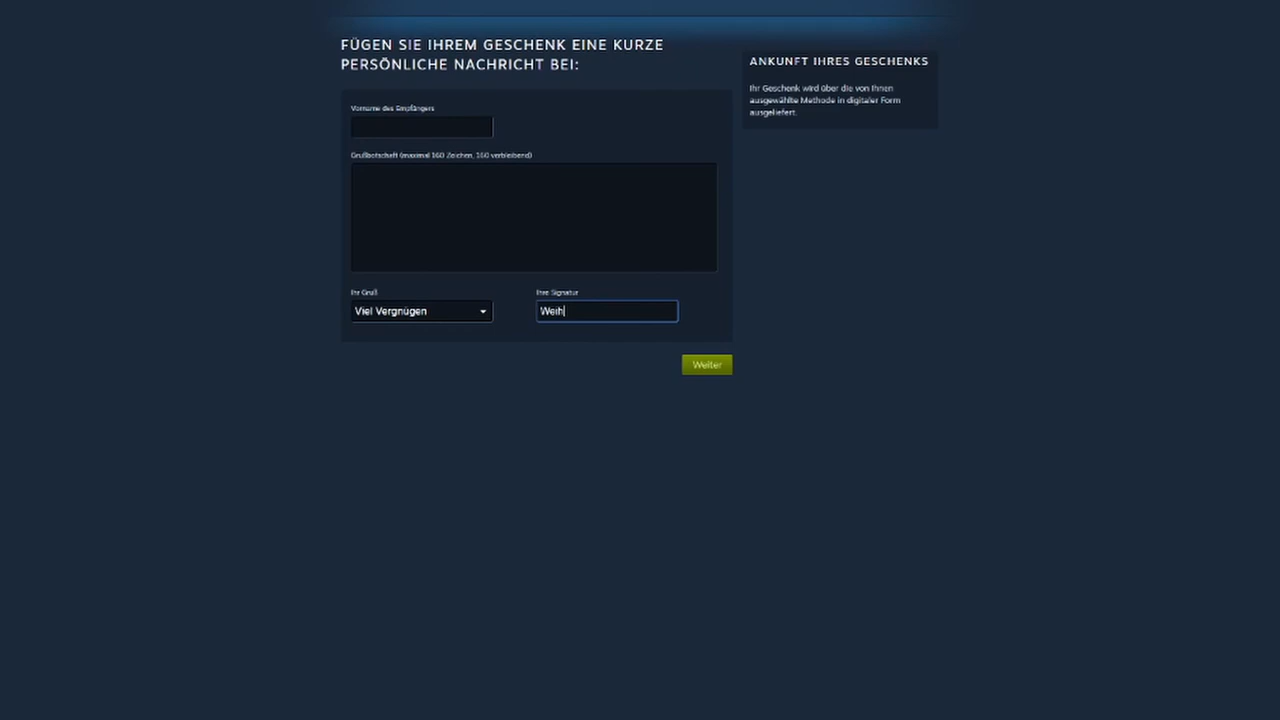 FÜGEN SIE IHREM GESCHENK EINE KURZE
PERSÖNLICHE NACHRICHT BEI:
ANKUNFT IHRES GESCHENKS
Ihr Geschenk wird über die von Ihnen
ausgewählte Methode in digitaler Form
ausgeliefert.
Vorname des Empfängers
Grußbotschaft (maximal 160 Zeichen, 160 verbleibend)
Ihr Gruß
Ihre Signatur
Viel Vergnügen
Weih
Weiter